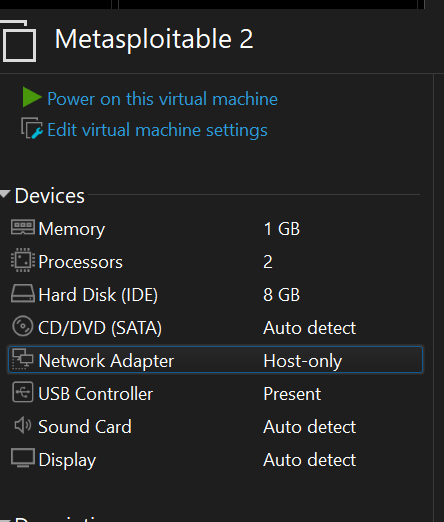 Metasploitable 2
Power on this virtual machine
Edit virtual machine settings
Devices
Memory 1 GB
Processors 2
Hard Disk (IDE) 8 GB
CD/DVD (SATA) Auto detect
Network Adapter Host-only
USB Controller Present
Sound Card Auto detect
Display Auto detect